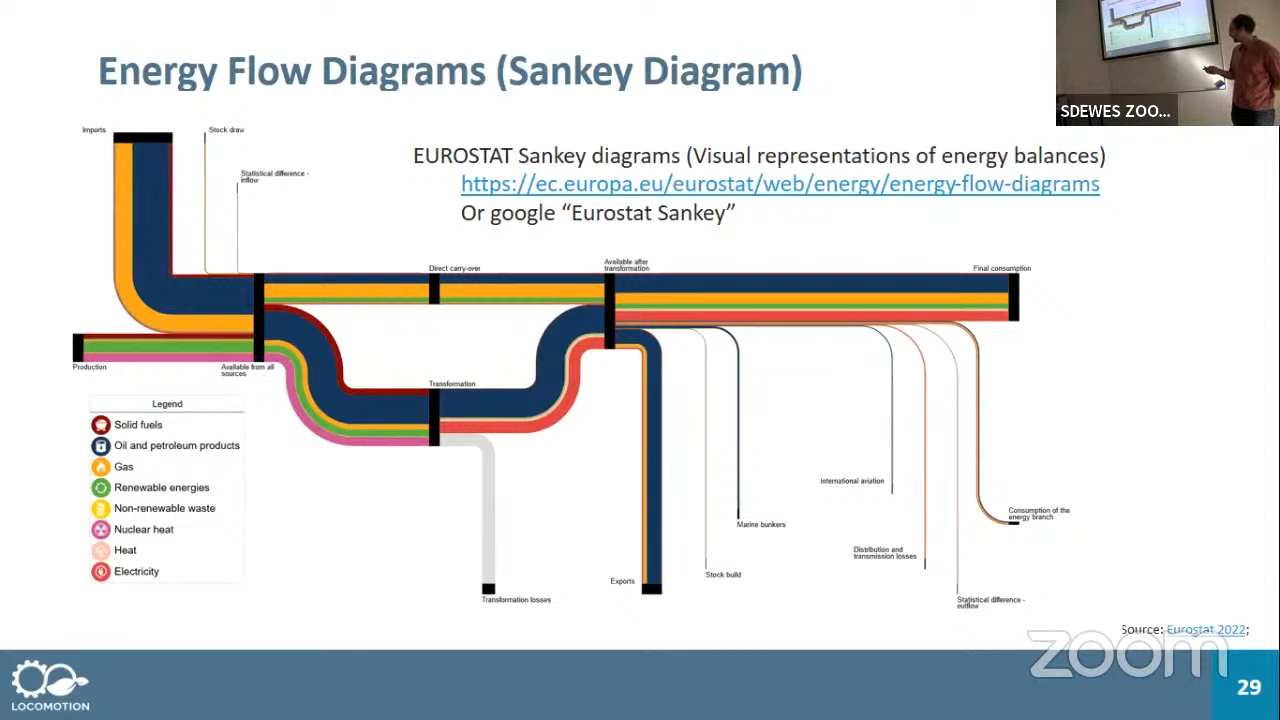 Energy Flow Diagrams (Sankey Diagram)
SDEWES ZOO...
EUROSTAT Sankey diagrams (Visual representations of energy balances)
https://ec.europa.eu/eurostat/web/energy/energy-flow-diagrams
Or google “Eurostat Sankey”
Imports
Stock draw
Statistical difference -
inflow
Direct carry-over
Available after
transformation
Final consumption
Production
Available from all
sources
Transformation
Legend
Solid fuels
Oil and petroleum products
Gas
Renewable energies
Non-renewable waste
Nuclear heat
Heat
Electricity
International aviation
Marine bunkers
Consumption of the
energy branch
Distribution and
transmission losses
Stock build
Exports
Transformation losses
Statistical difference -
outflow
Source: Eurostat 2022;
zoom
LOCOMOTION
29